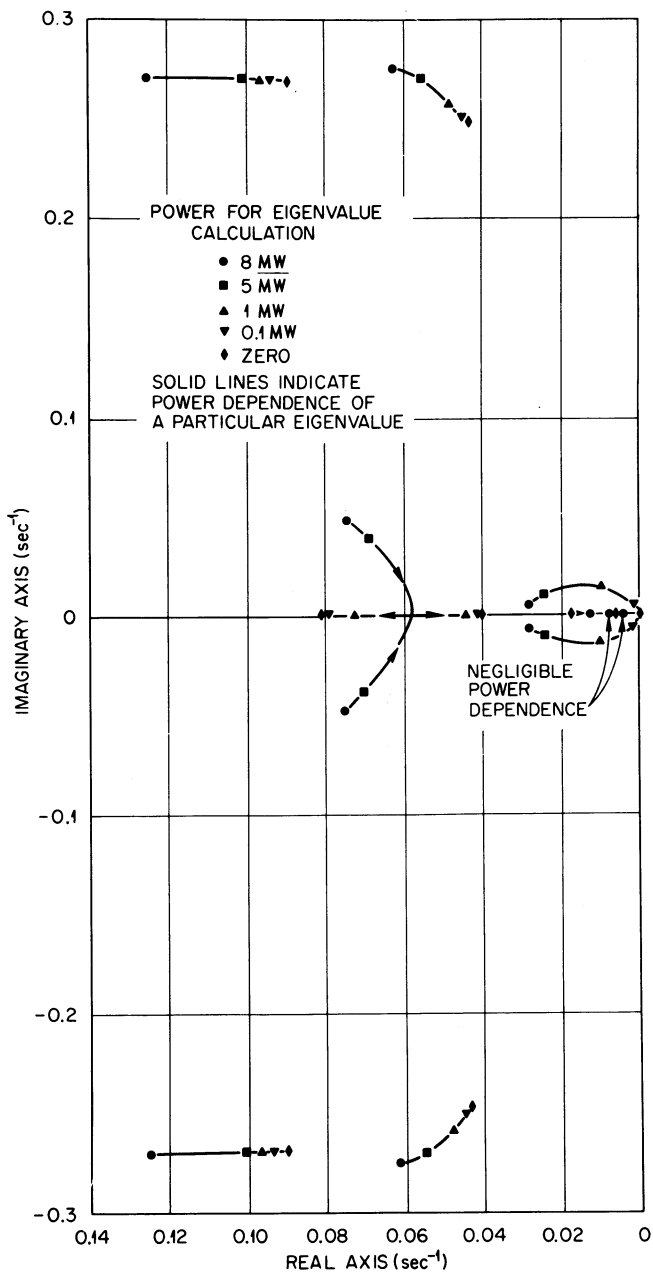 0.3
0.2
0.1
0
-0.1
-0.2
-0.3
IMAGINARY AXIS (sec⁻¹)
POWER FOR EIGENVALUE
CALCULATION
8 MW
5 MW
1 MW
0.1 MW
ZERO
SOLID LINES INDICATE
POWER DEPENDENCE OF
A PARTICULAR EIGENVALUE
NEGLIGIBLE
POWER
DEPENDENCE
0.14 0.12 0.10 0.08 0.06 0.04 0.02 0
REAL AXIS (sec⁻¹)